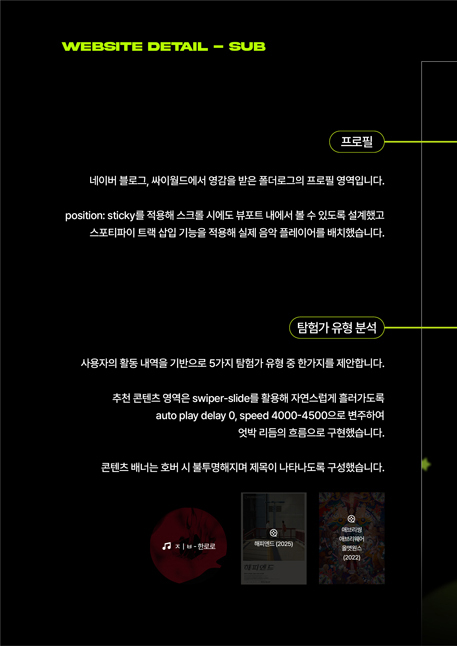 WEBSITE DETAIL – SUB
프로필
네이버 블로그, 싸이월드에서 영감을 받은 폴더로그의 프로필 영역입니다.
position: sticky를 적용해 스크롤 시에도 뷰포트 내에서 볼 수 있도록 설계했고
스포티파이 트랙 삽입 기능을 적용해 실제 음악 플레이어를 배치했습니다.
탐험가 유형 분석
사용자의 활동 내역을 기반으로 5가지 탐험가 유형 중 한가지를 제안합니다.
추천 콘텐츠 영역은 swiper-slide를 활용해 자연스럽게 흘러가도록
auto play delay 0, speed 4000-4500으로 변주하여
엇박 리듬의 흐름으로 구현했습니다.
콘텐츠 배너는 호버 시 불투명해지며 제목이 나타나도록 구성했습니다.
ㅈㅣㅂ - 한로로
해피엔드 (2025)
해피엔드
에브리씽
에브리웨어
올앳원스
(2022)